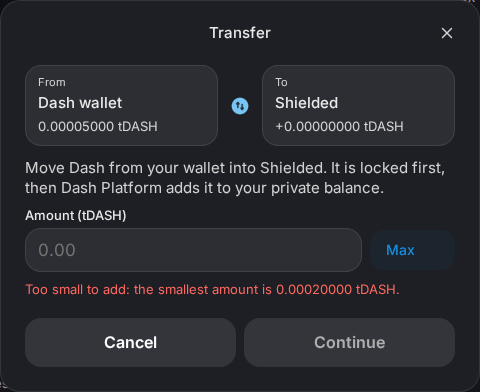 Transfer
From
Dash wallet
0.00005000 tDASH
To
Shielded
+0.00000000 tDASH
Move Dash from your wallet into Shielded. It is locked first,
then Dash Platform adds it to your private balance.
Amount (tDASH)
0.00
Max
Too small to add: the smallest amount is 0.00020000 tDASH.
Cancel
Continue